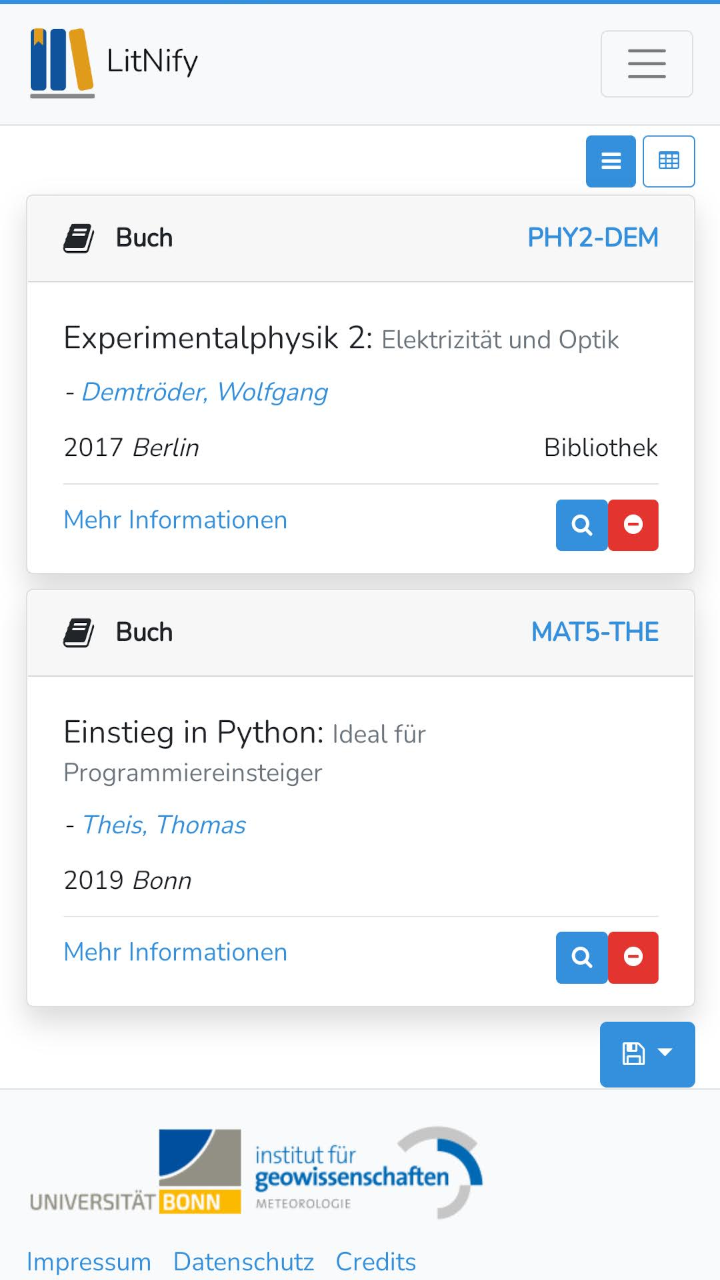 LitNify
Buch PHY2-DEM
Experimentalphysik 2: Elektrizität und Optik
- Demtröder, Wolfgang
2017 Berlin Bibliothek
Mehr Informationen
Buch MAT5-THE
Einstieg in Python: Ideal für
Programmiereinsteiger
- Theis, Thomas
2019 Bonn
Mehr Informationen
UNIVERSITÄT BONN
institut für
geowissenschaften
METEOROLOGIE
Impressum Datenschutz Credits